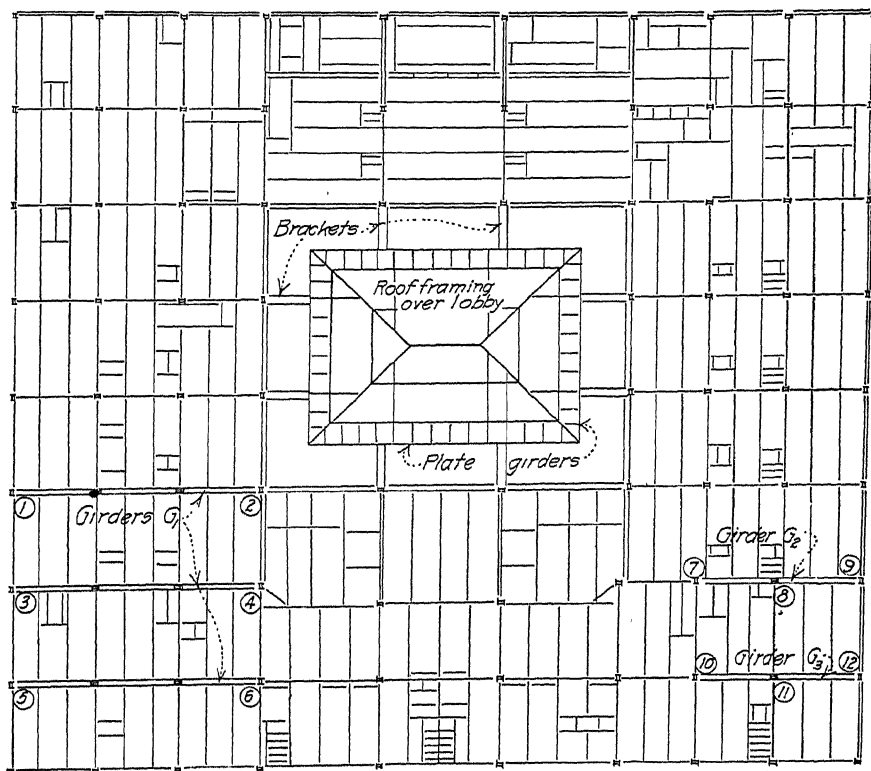 Brackets
Roof framing
over lobby
Plate girders
① ②
Girders G₁
Girder G₂
⑦ ⑨
③ ④ ⑧
⑩ Girder G₃ ⑫
⑤ ⑥ ⑪